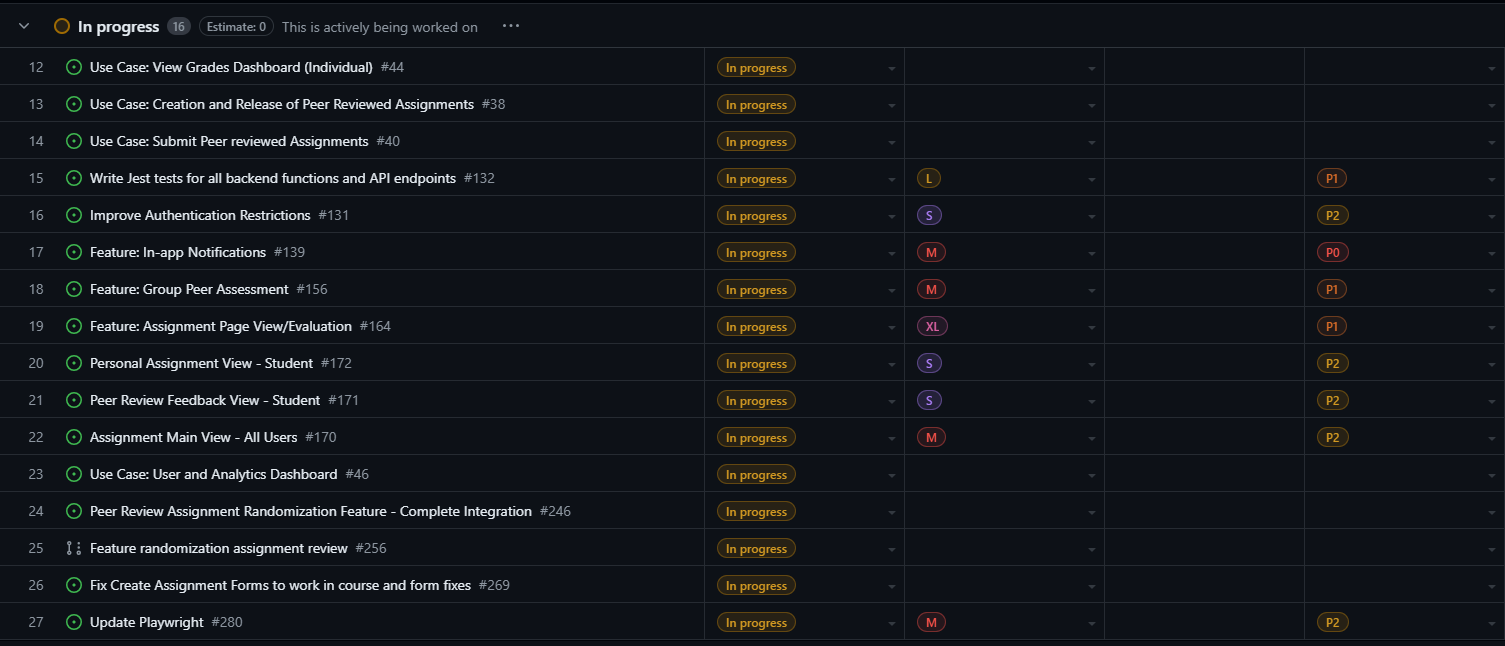 In progress 16 Estimate: 0 This is actively being worked on ...
12 Use Case: View Grades Dashboard (Individual) #44 In progress
13 Use Case: Creation and Release of Peer Reviewed Assignments #38 In progress
14 Use Case: Submit Peer reviewed Assignments #40 In progress
15 Write Jest tests for all backend functions and API endpoints #132 In progress L P1
16 Improve Authentication Restrictions #131 In progress S P2
17 Feature: In-app Notifications #139 In progress M P0
18 Feature: Group Peer Assessment #156 In progress M P1
19 Feature: Assignment Page View/Evaluation #164 In progress XL P1
20 Personal Assignment View - Student #172 In progress S P2
21 Peer Review Feedback View - Student #171 In progress S P2
22 Assignment Main View - All Users #170 In progress M P2
23 Use Case: User and Analytics Dashboard #46 In progress
24 Peer Review Assignment Randomization Feature - Complete Integration #246 In progress
25 Feature randomization assignment review #256 In progress
26 Fix Create Assignment Forms to work in course and form fixes #269 In progress
27 Update Playwright #280 In progress M P2